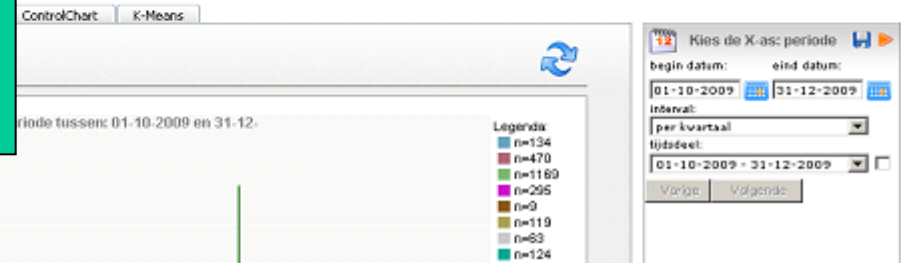 ControlChart K-Means
Kies de X-as: periode
begin datum: eind datum:
01-10-2009 31-12-2009
interval:
per kwartaal
tijdsdeel:
01-10-2009 - 31-12-2009
Vorige Volgende
riode tussen: 01-10-2009 en 31-12-
Legenda:
n=134
n=470
n=1169
n=295
n=9
n=119
n=63
n=124